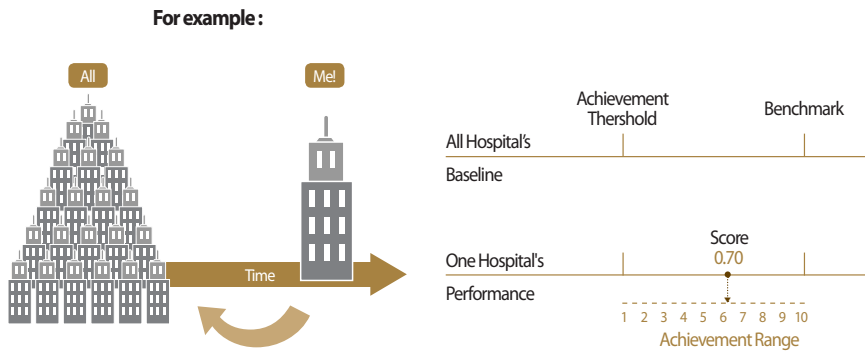 For example :
All
Me!
Time
Achievement
Thershold
Benchmark
All Hospital's
Baseline
Score
0.70
One Hospital's
Performance
1 2 3 4 5 6 7 8 9 10
Achievement Range